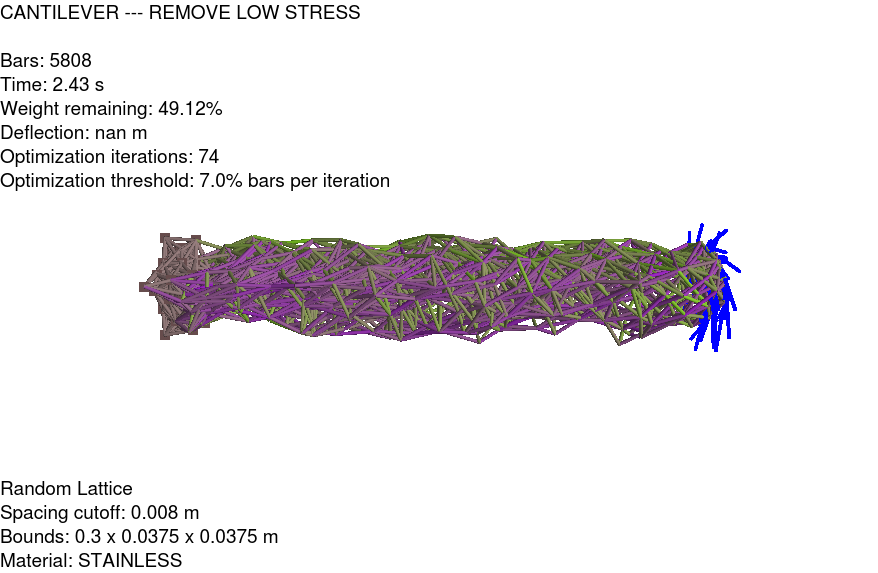 CANTILEVER --- REMOVE LOW STRESS
Bars: 5808
Time: 2.43 s
Weight remaining: 49.12%
Deflection: nan m
Optimization iterations: 74
Optimization threshold: 7.0% bars per iteration
Random Lattice
Spacing cutoff: 0.008 m
Bounds: 0.3 x 0.0375 x 0.0375 m
Material: STAINLESS